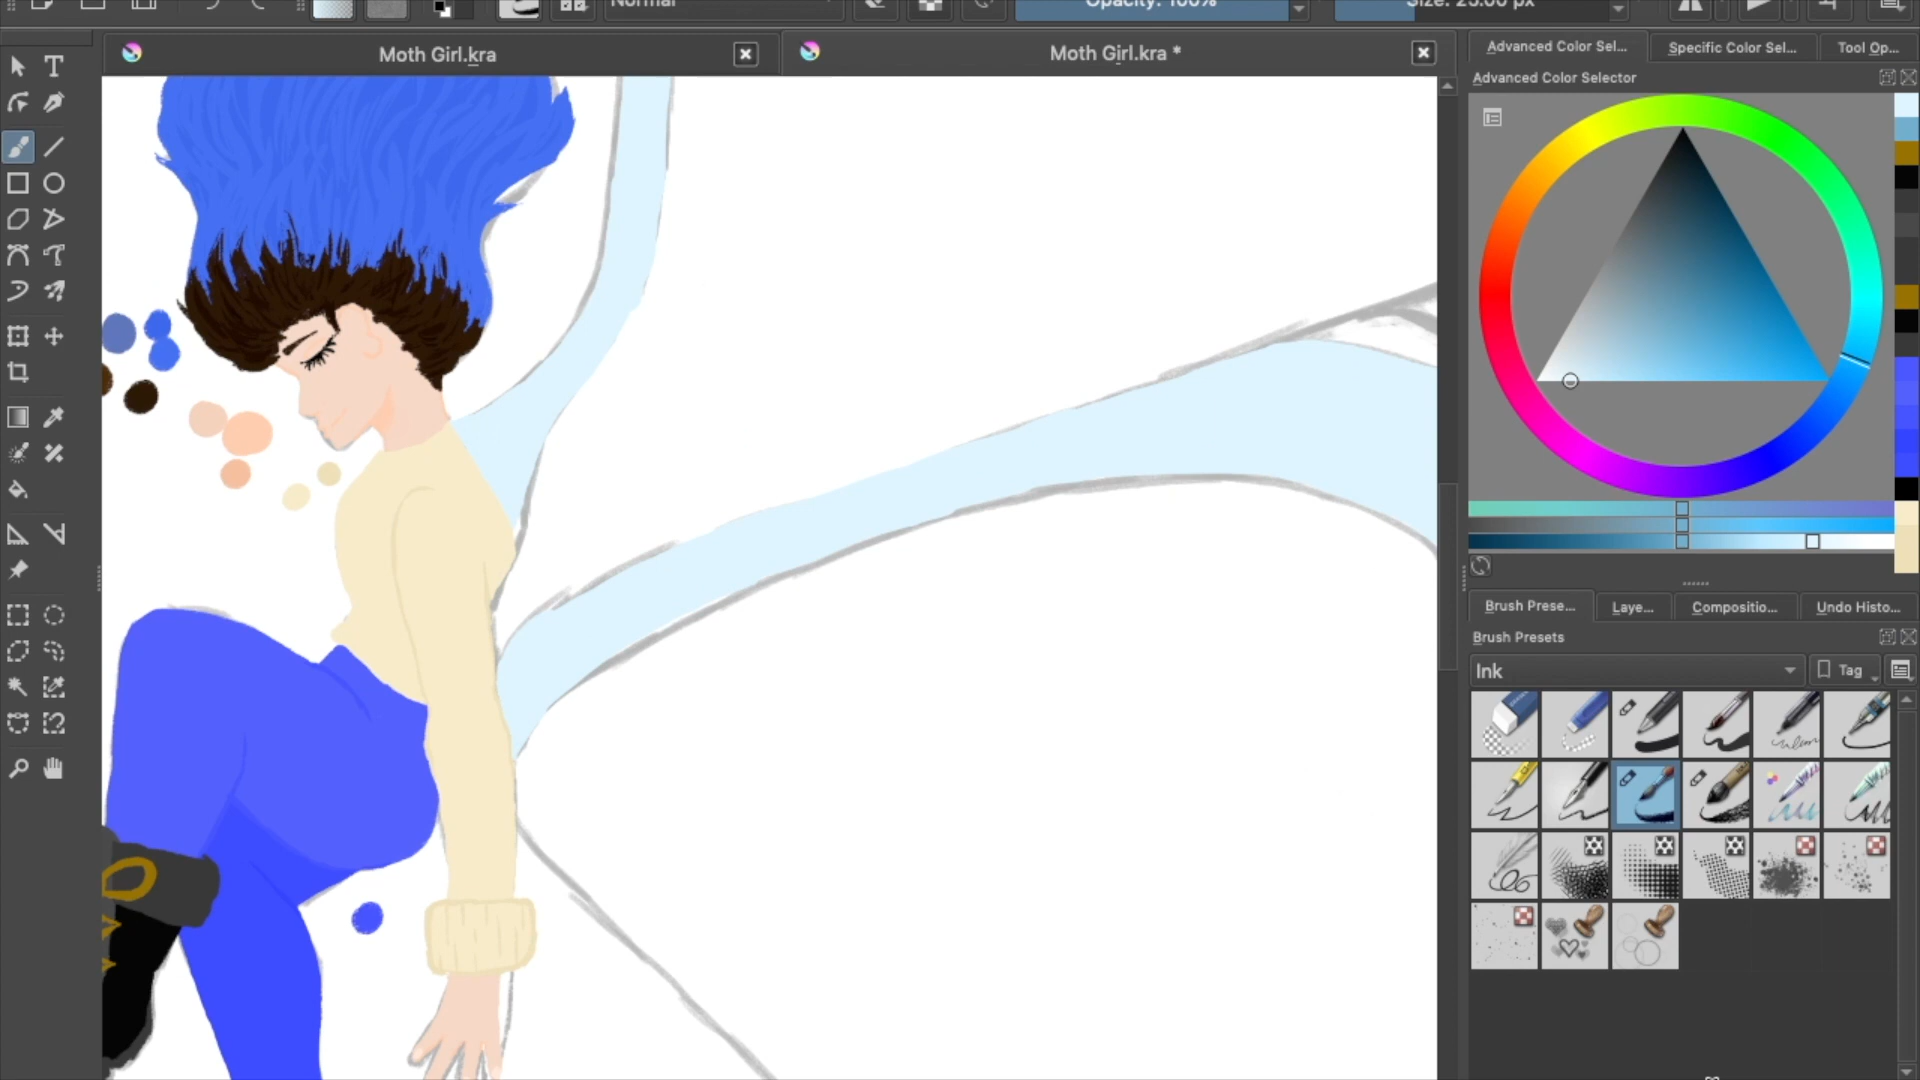 Normal
Opacity: 100%
Size: 25.00 px
Moth Girl.kra
Moth Girl.kra *
Advanced Color Sel...
Specific Color Sel...
Tool Op...
Advanced Color Selector
Brush Prese...
Laye...
Compositio...
Undo Histo...
Brush Presets
Ink
Tag